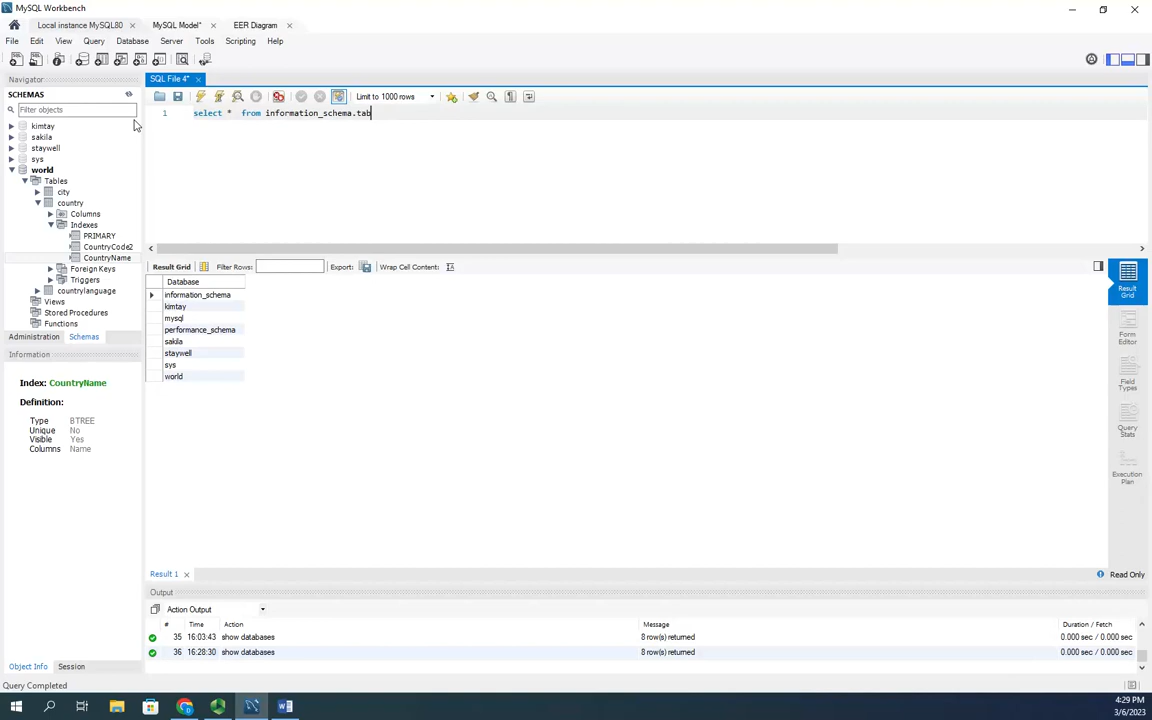 MySQL Workbench
Local instance MySQL80
MySQL Model*
EER Diagram
File Edit View Query Database Server Tools Scripting Help
Navigator
SQL File 4*
SCHEMAS
Limit to 1000 rows
Filter objects
1 select * from information_schema.tab
kimtay
sakila
staywell
sys
world
Tables
city
country
Columns
Indexes
PRIMARY
CountryCode2
CountryName
Foreign Keys
Triggers
countrylanguage
Views
Stored Procedures
Functions
Administration Schemas
Result Grid Filter Rows: Export: Wrap Cell Content:
Database
information_schema
kimtay
mysql
performance_schema
sakila
staywell
sys
world
Result
Grid
Form
Editor
Field
Types
Query
Stats
Execution
Plan
Information
Index: CountryName
Definition:
Type BTREE
Unique No
Visible Yes
Columns Name
Result 1
Read Only
Output
Action Output
# Time Action Message Duration / Fetch
35 16:03:43 show databases 8 row(s) returned 0.000 sec / 0.000 sec
36 16:28:30 show databases 8 row(s) returned 0.000 sec / 0.000 sec
Object Info Session
Query Completed
4:29 PM
3/6/2023